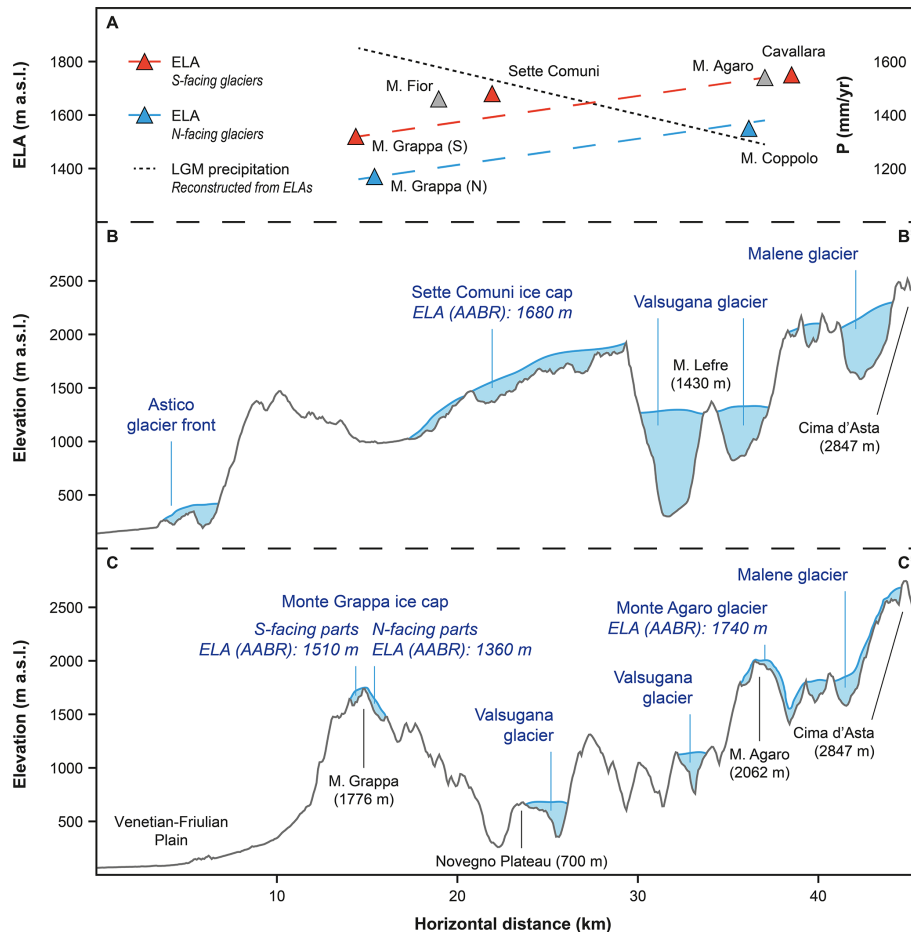 A
ELA (m a.s.l.)
1800
1600
1400
ELA
S-facing glaciers
ELA
N-facing glaciers
LGM precipitation
Reconstructed from ELAs
M. Fior
Sette Comuni
M. Agaro
Cavallara
M. Grappa (S)
M. Grappa (N)
M. Coppolo
P (mm/yr)
1600
1400
1200
B
B
Elevation (m a.s.l.)
2500
2000
1500
1000
500
Astico
glacier front
Sette Comuni ice cap
ELA (AABR): 1680 m
Valsugana glacier
M. Lefre
(1430 m)
Malene glacier
Cima d’Asta
(2847 m)
C
C
Elevation (m a.s.l.)
2500
2000
1500
1000
500
Venetian-Friulian
Plain
Monte Grappa ice cap
S-facing parts
ELA (AABR): 1510 m
N-facing parts
ELA (AABR): 1360 m
M. Grappa
(1776 m)
Valsugana
glacier
Novegno Plateau (700 m)
Monte Agaro glacier
ELA (AABR): 1740 m
Valsugana
glacier
M. Agaro
(2062 m)
Malene glacier
Cima d’Asta
(2847 m)
10
20
30
40
Horizontal distance (km)